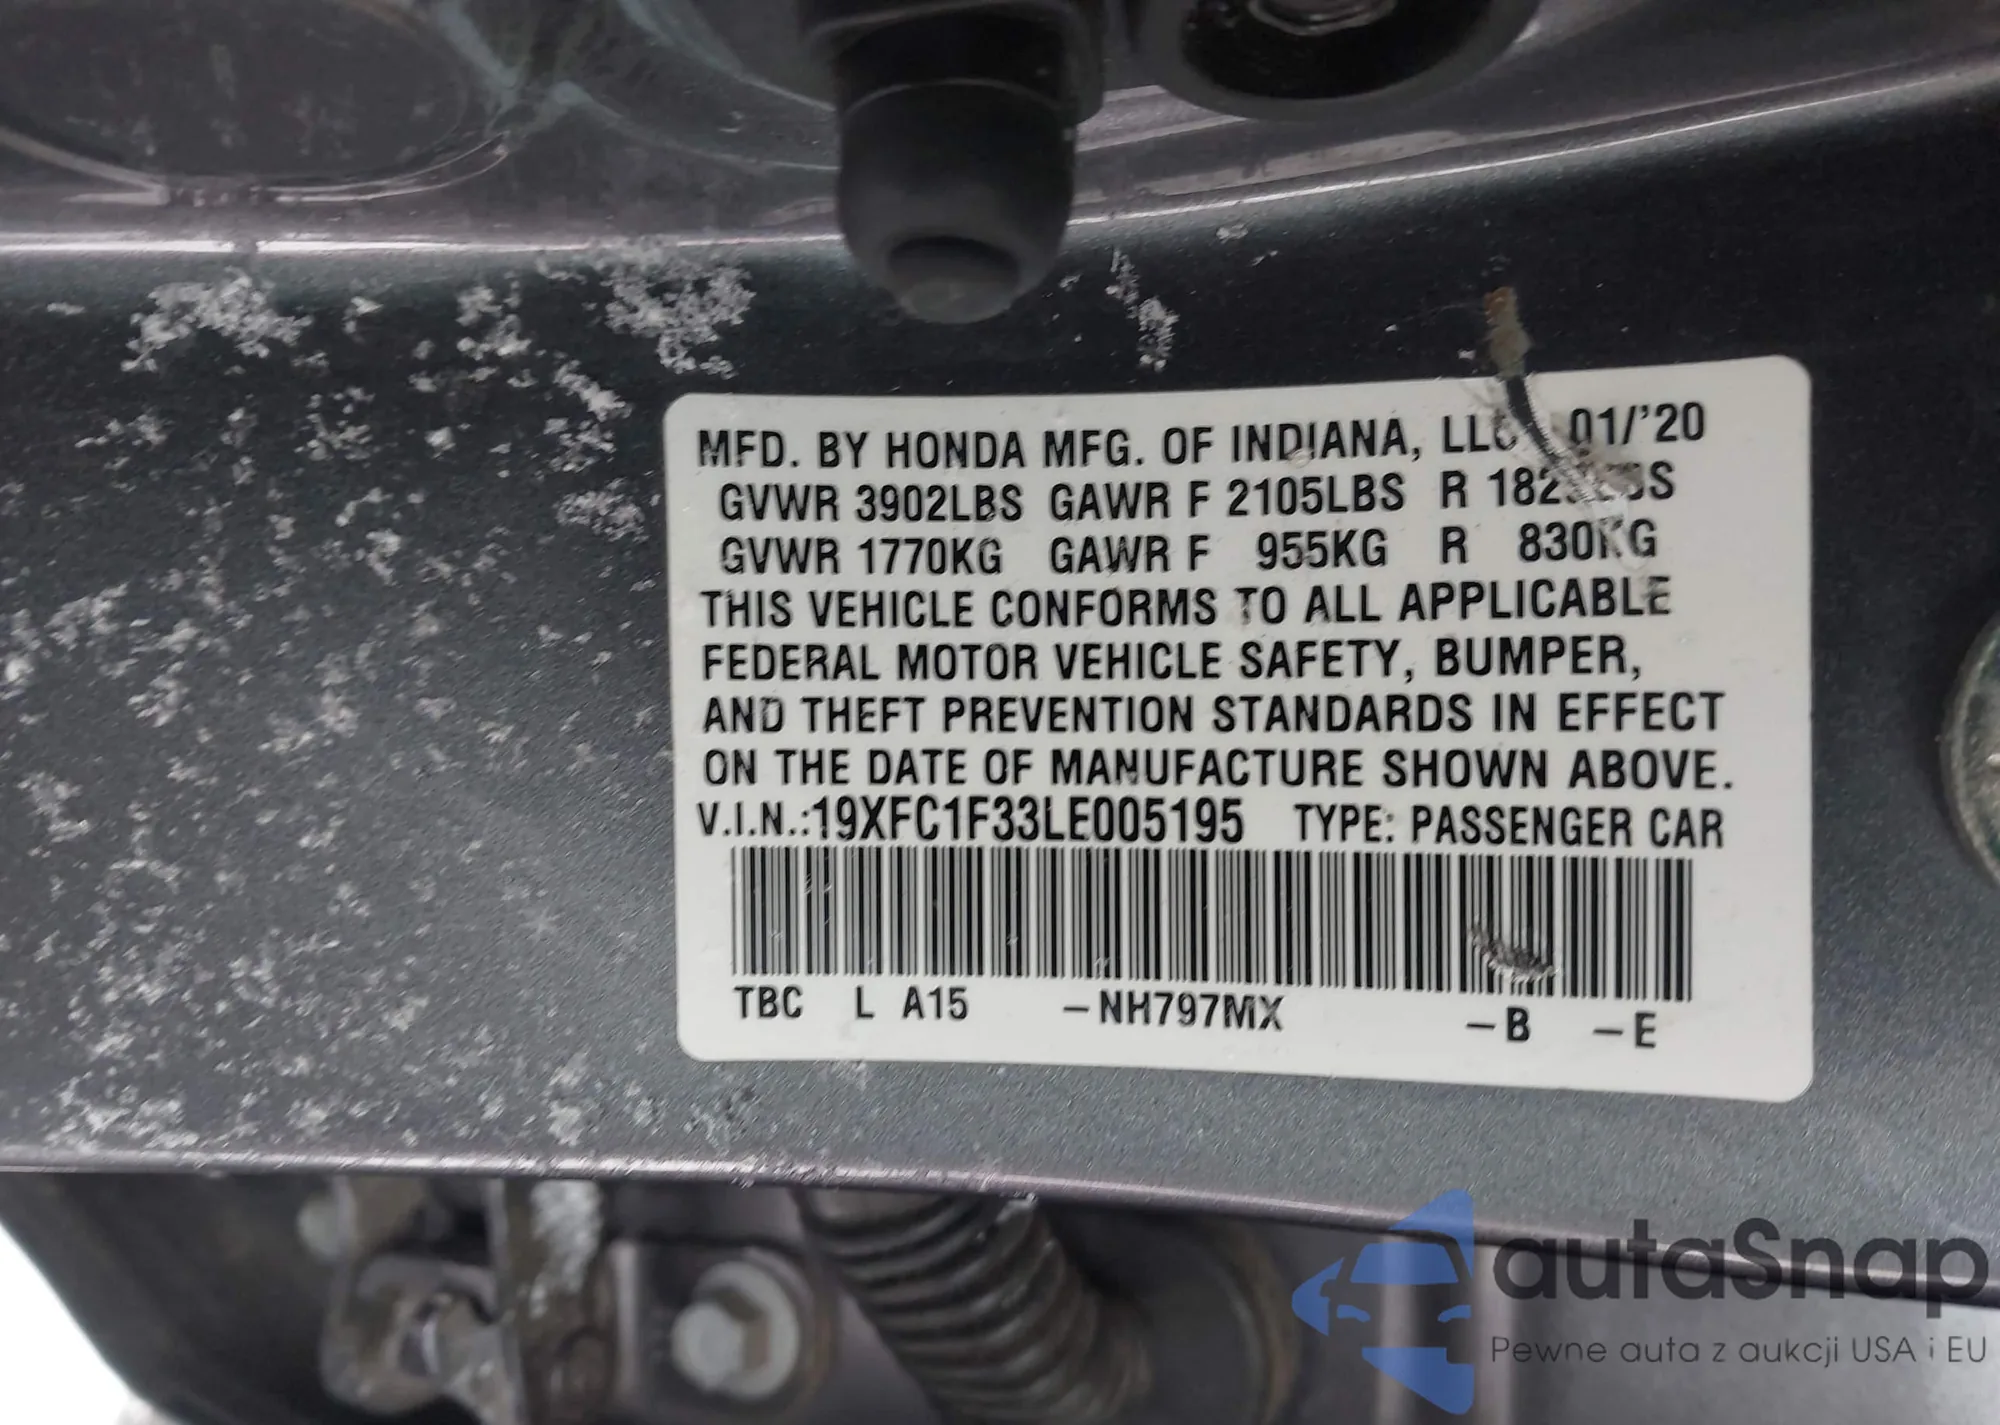 MFD. BY HONDA MFG. OF INDIANA, LLC 01/'20
GVWR 3902LBS GAWR F 2105LBS R
GVWR 1770KG GAWR F 955KG R 830KG
THIS VEHICLE CONFORMS TO ALL APPLICABLE
FEDERAL MOTOR VEHICLE SAFETY, BUMPER,
AND THEFT PREVENTION STANDARDS IN EFFECT
ON THE DATE OF MANUFACTURE SHOWN ABOVE.
V.I.N.:19XFC1F33LE005195 TYPE: PASSENGER CAR
TBC L A15 -NH797MX -B -E
autaSnap
Pewne auta z aukcji USA i EU